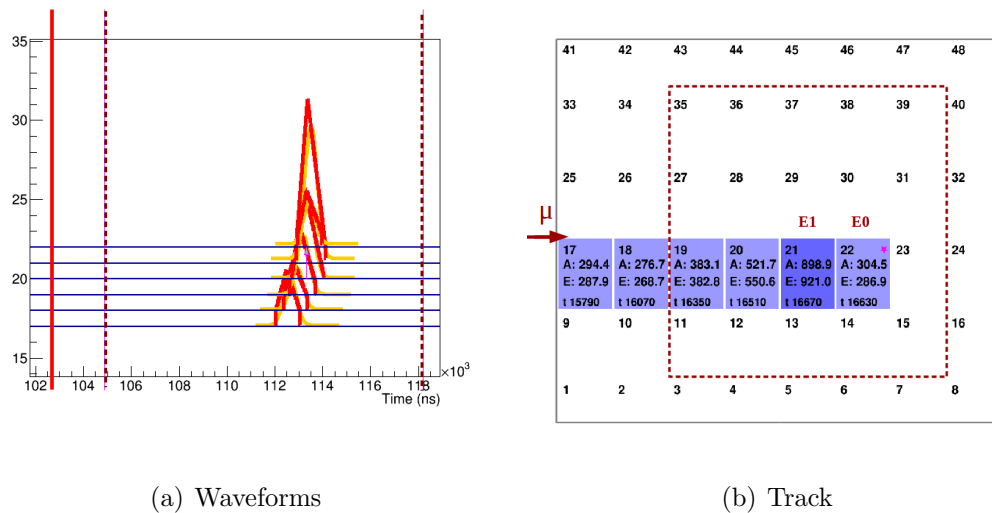 35
30
25
20
15
102 104 106 108 110 112 114 116 118
×10³
Time (ns)
(a) Waveforms
41 42 43 44 45 46 47 48
33 34 35 36 37 38 39 40
25 26 27 28 29 30 31 32
μ
E1 E0
17 18 19 20 21 22 23 24
A: 294.4 A: 276.7 A: 383.1 A: 521.7 A: 898.9 A: 304.5
E: 287.9 E: 268.7 E: 382.8 E: 550.6 E: 921.0 E: 286.9
t 15790 t 16070 t 16350 t 16510 t 16670 t 16630
9 10 11 12 13 14 15 16
1 2 3 4 5 6 7 8
(b) Track